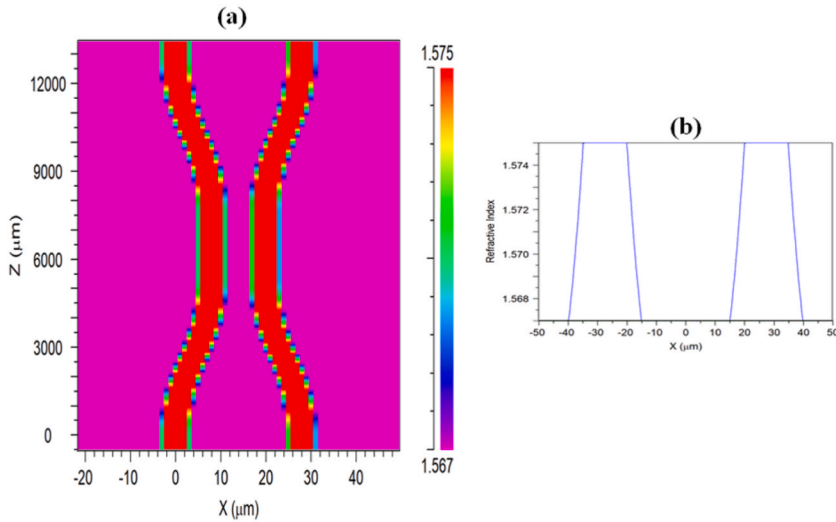 (a)
1.575
12000
9000
6000
3000
0
Z (μm)
-20 -10 0 10 20 30 40
X (μm)
1.567
(b)
1.574
1.572
1.570
1.568
Refractive Index
-50 -40 -30 -20 -10 0 10 20 30 40 50
X (μm)